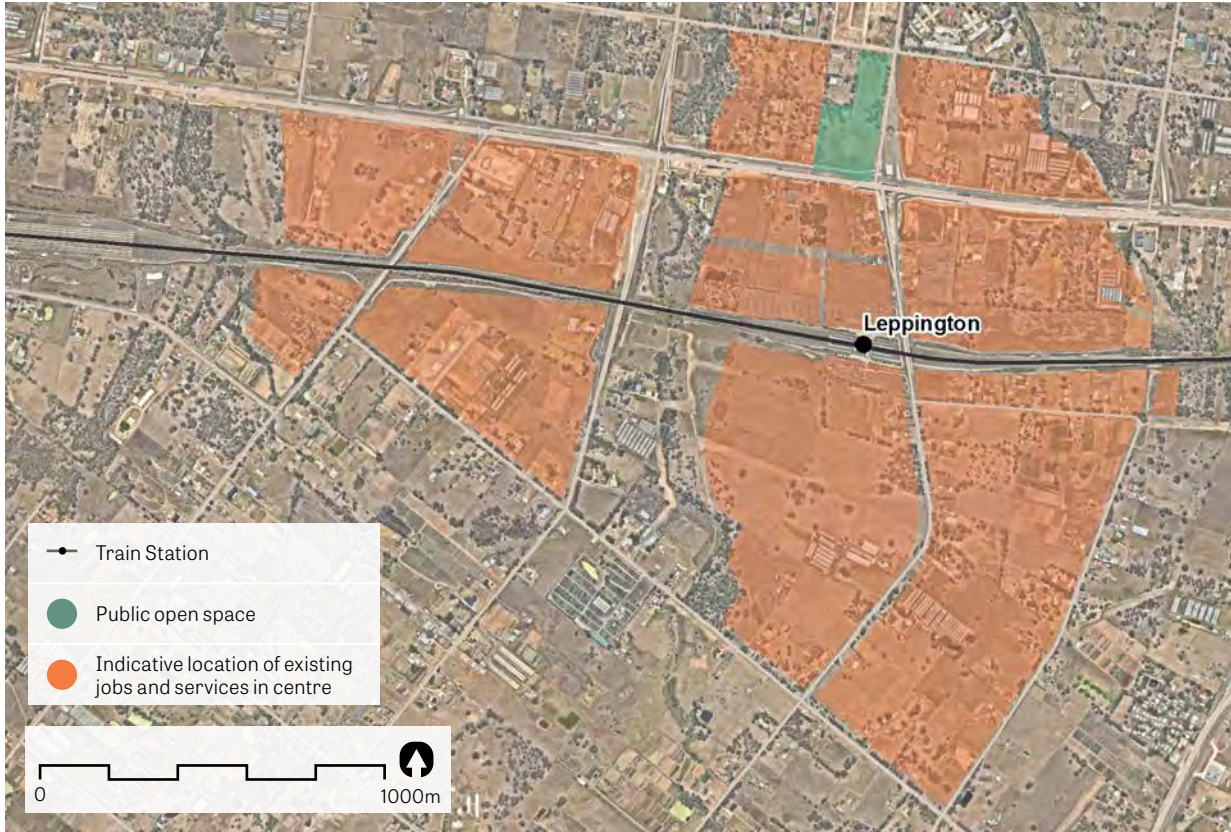 Leppington
Train Station
Public open space
Indicative location of existing
jobs and services in centre
0
1000m